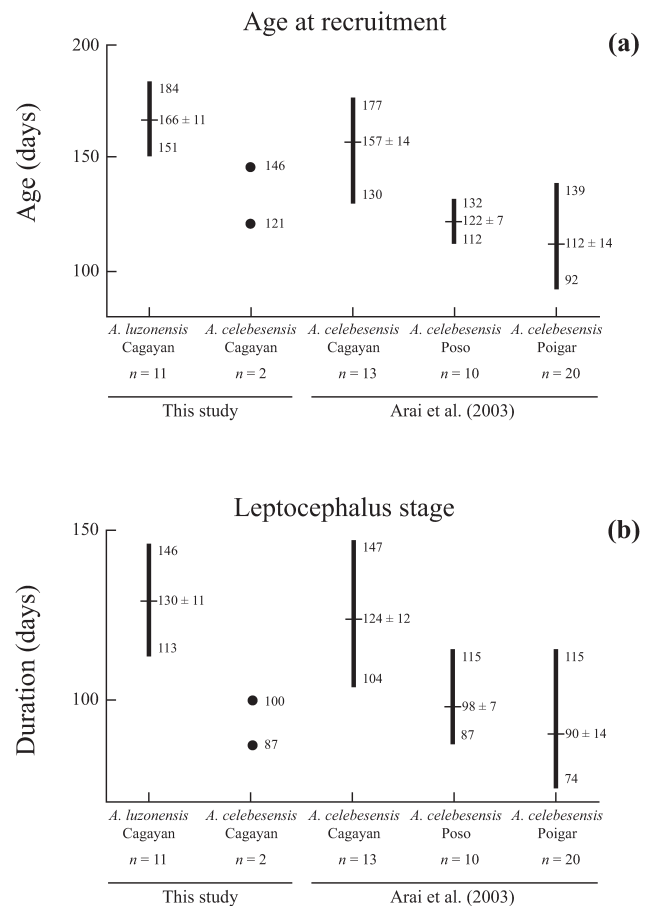 Age at recruitment
(a)
Age (days)
200
150
100
184
166 ± 11
151
146
121
177
157 ± 14
130
132
122 ± 7
112
139
112 ± 14
92
A. luzonensis A. celebesensis A. celebesensis A. celebesensis A. celebesensis
Cagayan Cagayan Cagayan Poso Poigar
n = 11 n = 2 n = 13 n = 10 n = 20
This study Arai et al. (2003)
Leptocephalus stage
(b)
Duration (days)
150
100
146
130 ± 11
113
100
87
147
124 ± 12
104
115
98 ± 7
87
115
90 ± 14
74
A. luzonensis A. celebesensis A. celebesensis A. celebesensis A. celebesensis
Cagayan Cagayan Cagayan Poso Poigar
n = 11 n = 2 n = 13 n = 10 n = 20
This study Arai et al. (2003)